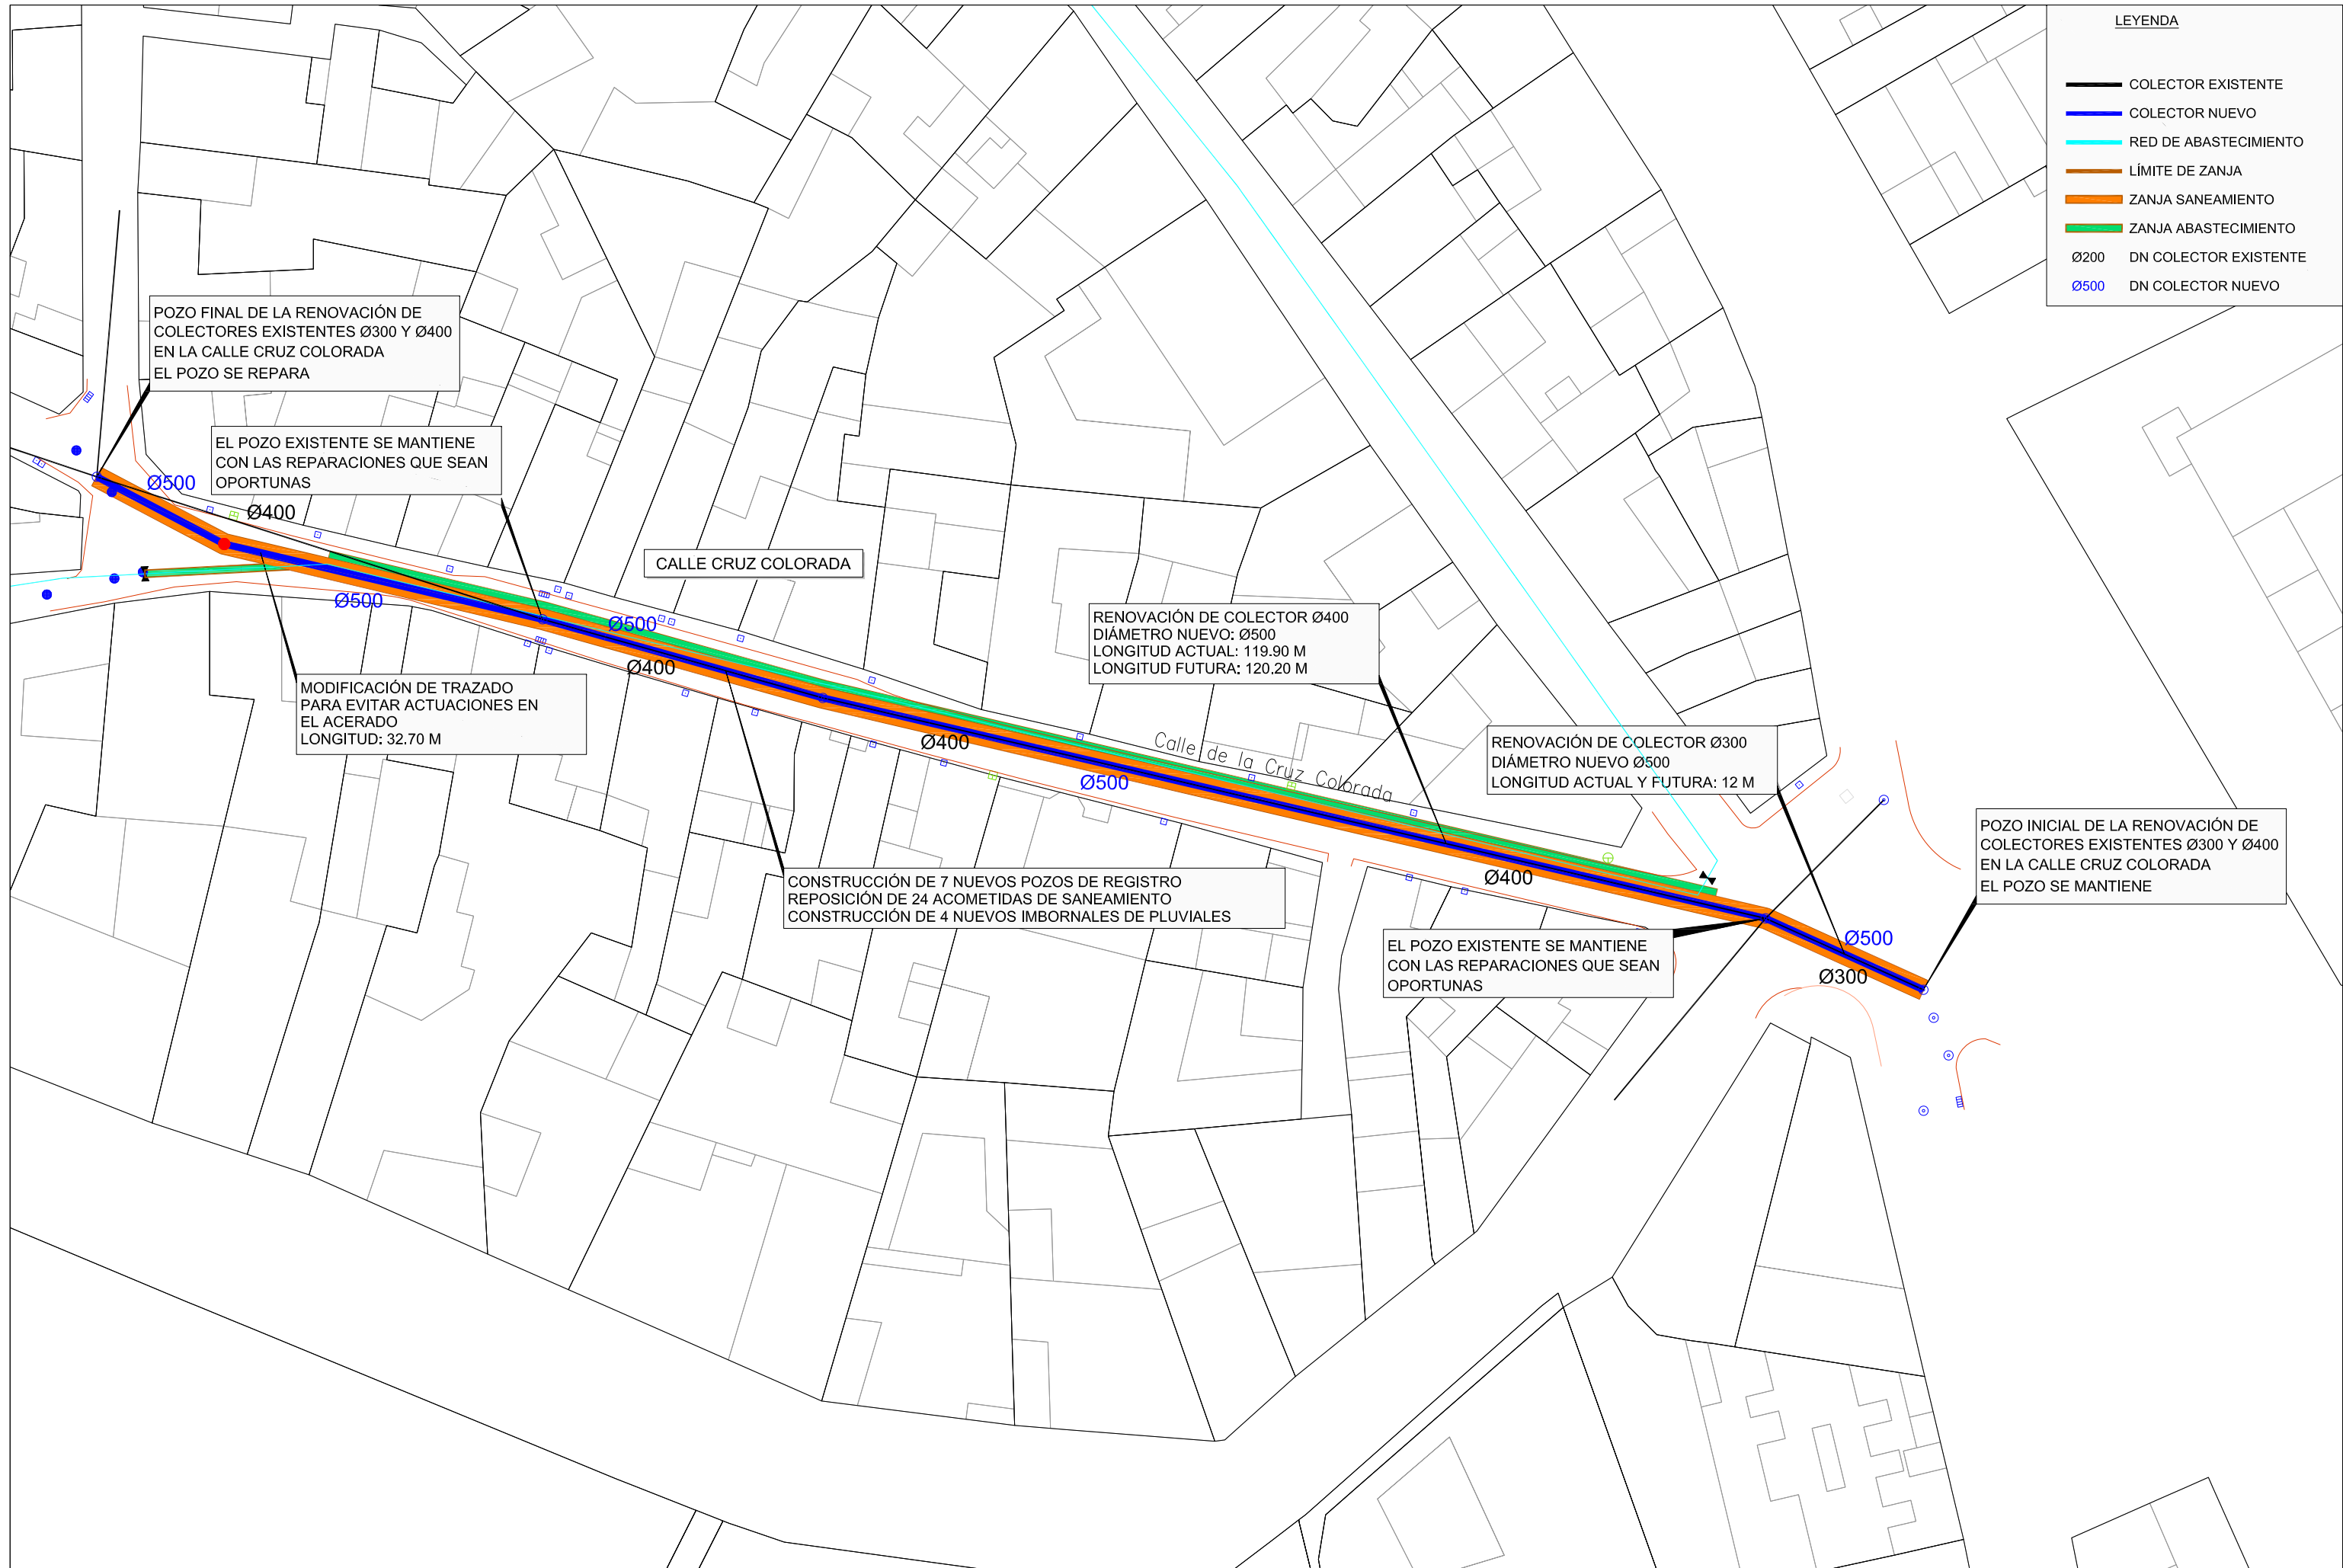 LEYENDA
COLECTOR EXISTENTE
COLECTOR NUEVO
RED DE ABASTECIMIENTO
LÍMITE DE ZANJA
ZANJA SANEAMIENTO
ZANJA ABASTECIMIENTO
Ø200 DN COLECTOR EXISTENTE
Ø500 DN COLECTOR NUEVO
POZO FINAL DE LA RENOVACIÓN DE
COLECTORES EXISTENTES Ø300 Y Ø400
EN LA CALLE CRUZ COLORADA
EL POZO SE REPARA
EL POZO EXISTENTE SE MANTIENE
CON LAS REPARACIONES QUE SEAN
OPORTUNAS
Ø500
Ø400
CALLE CRUZ COLORADA
Ø500
Ø500
Ø400
RENOVACIÓN DE COLECTOR Ø400
DIÁMETRO NUEVO: Ø500
LONGITUD ACTUAL: 119.90 M
LONGITUD FUTURA: 120.20 M
MODIFICACIÓN DE TRAZADO
PARA EVITAR ACTUACIONES EN
EL ACERADO
LONGITUD: 32.70 M
Ø400
Calle de la Cruz Colorada
Ø500
RENOVACIÓN DE COLECTOR Ø300
DIÁMETRO NUEVO Ø500
LONGITUD ACTUAL Y FUTURA: 12 M
POZO INICIAL DE LA RENOVACIÓN DE
COLECTORES EXISTENTES Ø300 Y Ø400
EN LA CALLE CRUZ COLORADA
EL POZO SE MANTIENE
CONSTRUCCIÓN DE 7 NUEVOS POZOS DE REGISTRO
REPOSICIÓN DE 24 ACOMETIDAS DE SANEAMIENTO
CONSTRUCCIÓN DE 4 NUEVOS IMBORNALES DE PLUVIALES
Ø400
EL POZO EXISTENTE SE MANTIENE
CON LAS REPARACIONES QUE SEAN
OPORTUNAS
Ø500
Ø300